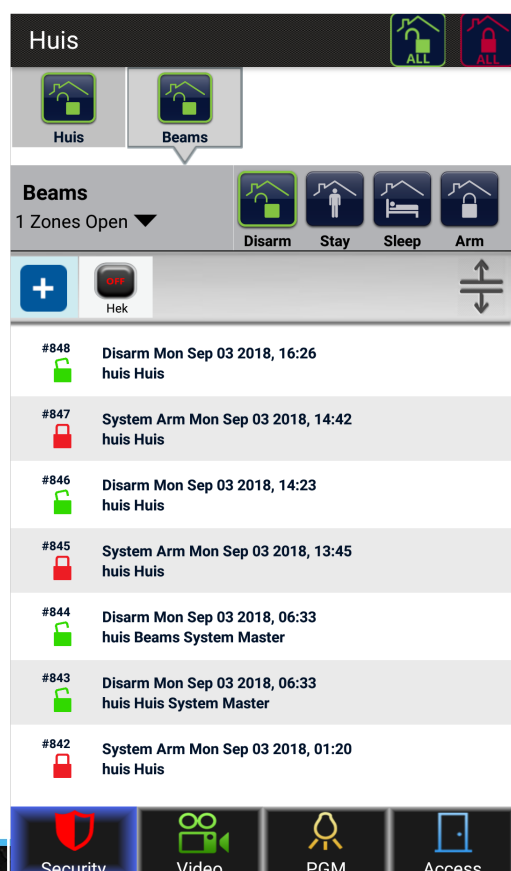 Huis
ALL
ALL
Huis
Beams
Beams
1 Zones Open
Disarm
Stay
Sleep
Arm
OFF
Hek
#848
Disarm Mon Sep 03 2018, 16:26
huis Huis
#847
System Arm Mon Sep 03 2018, 14:42
huis Huis
#846
Disarm Mon Sep 03 2018, 14:23
huis Huis
#845
System Arm Mon Sep 03 2018, 13:45
huis Huis
#844
Disarm Mon Sep 03 2018, 06:33
huis Beams System Master
#843
Disarm Mon Sep 03 2018, 06:33
huis Huis System Master
#842
System Arm Mon Sep 03 2018, 01:20
huis Huis
Security
Video
PGM
Access